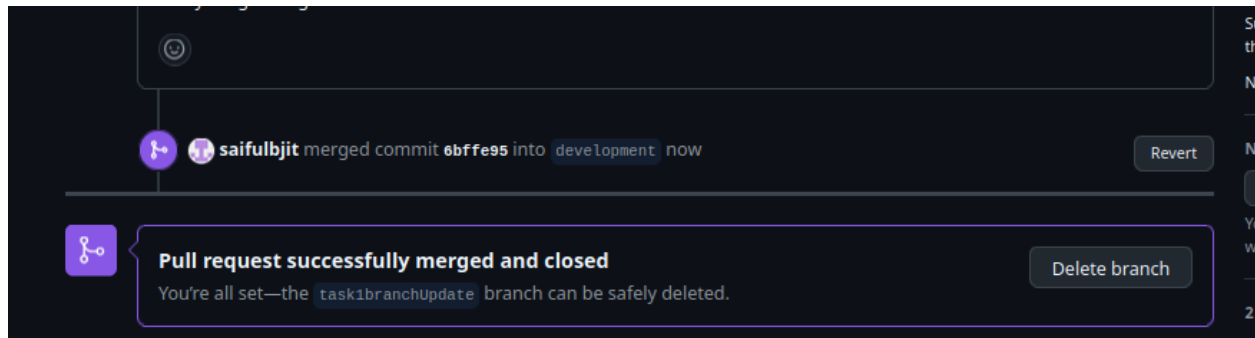 saifulbjit merged commit 6bffe95 into development now
Revert
Pull request successfully merged and closed
Delete branch
You're all set—the task1branchUpdate branch can be safely deleted.